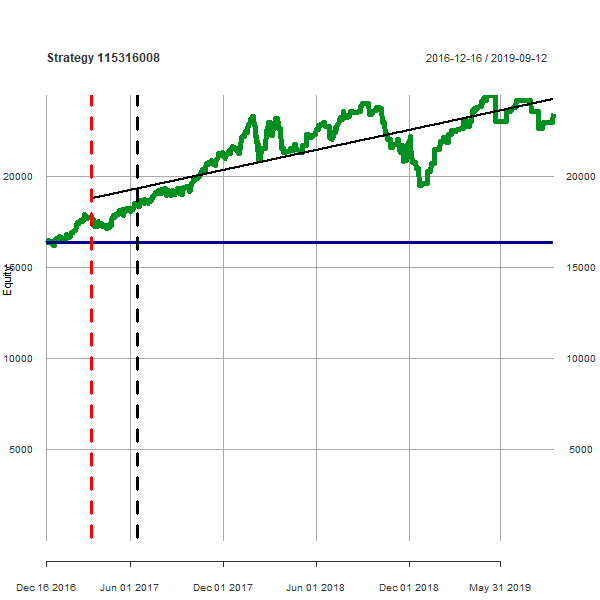 Strategy 115316008
2016-12-16 / 2019-09-12
20000
20000
15000
15000
Equity
10000
10000
5000
5000
Dec 16 2016
Jun 01 2017
Dec 01 2017
Jun 01 2018
Dec 01 2018
May 31 2019